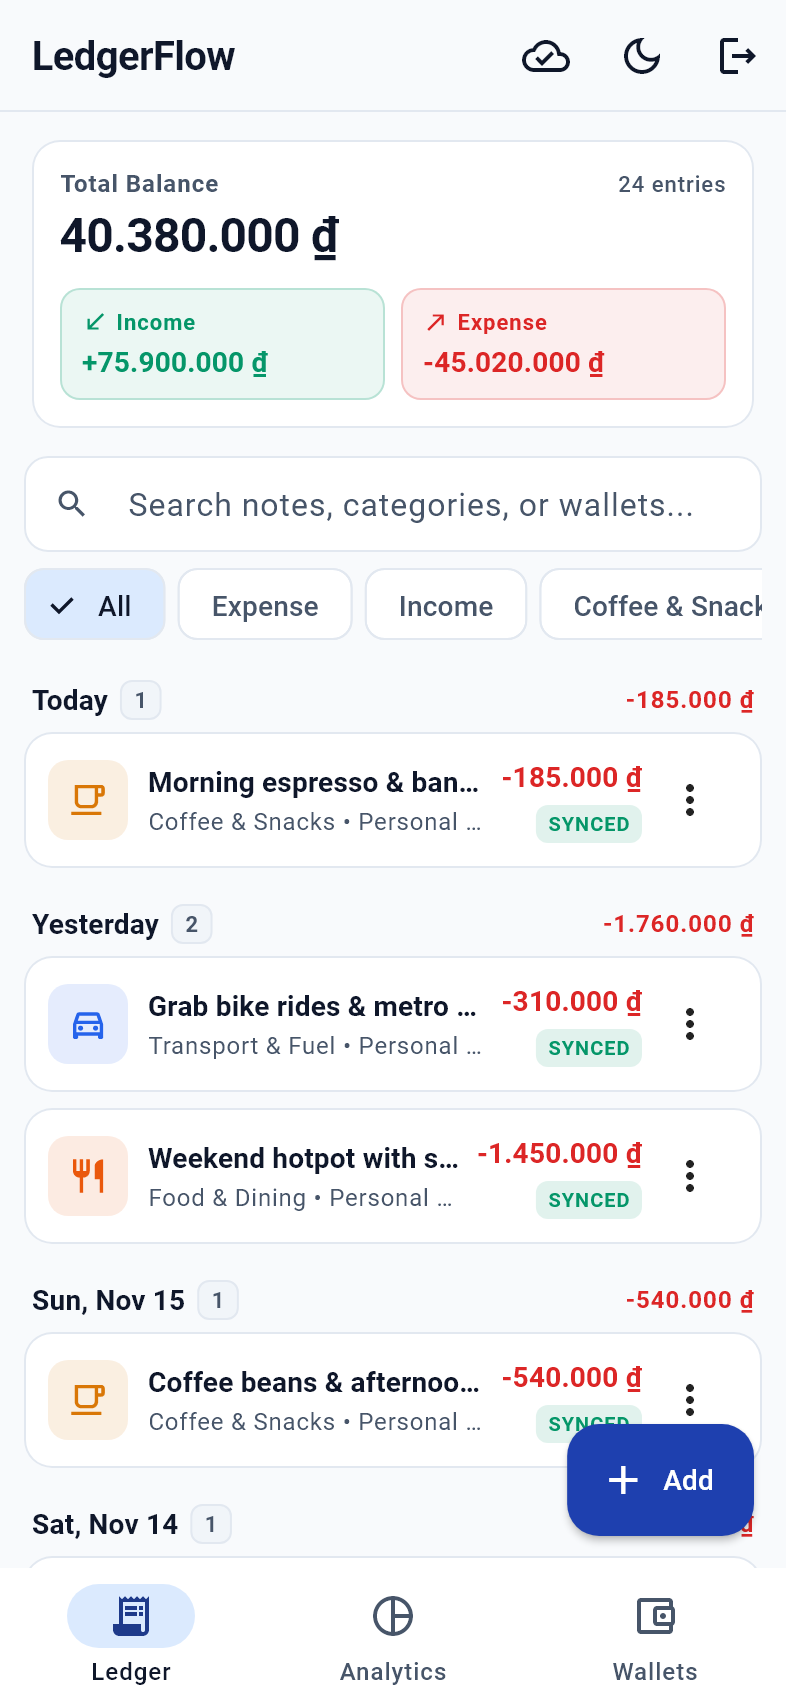 LedgerFlow
Total Balance
24 entries
40.380.000 ₫
Income
+75.900.000 ₫
Expense
-45.020.000 ₫
Search notes, categories, or wallets...
All
Expense
Income
Coffee & Snack
Today
1
-185.000 ₫
Morning espresso & ban...
-185.000 ₫
Coffee & Snacks • Personal ...
SYNCED
Yesterday
2
-1.760.000 ₫
Grab bike rides & metro ...
-310.000 ₫
Transport & Fuel • Personal ...
SYNCED
Weekend hotpot with s...
-1.450.000 ₫
Food & Dining • Personal ...
SYNCED
Sun, Nov 15
1
-540.000 ₫
Coffee beans & afternoo...
-540.000 ₫
Coffee & Snacks • Personal ...
SYNCED
Add
Sat, Nov 14
1
₫
Ledger
Analytics
Wallets